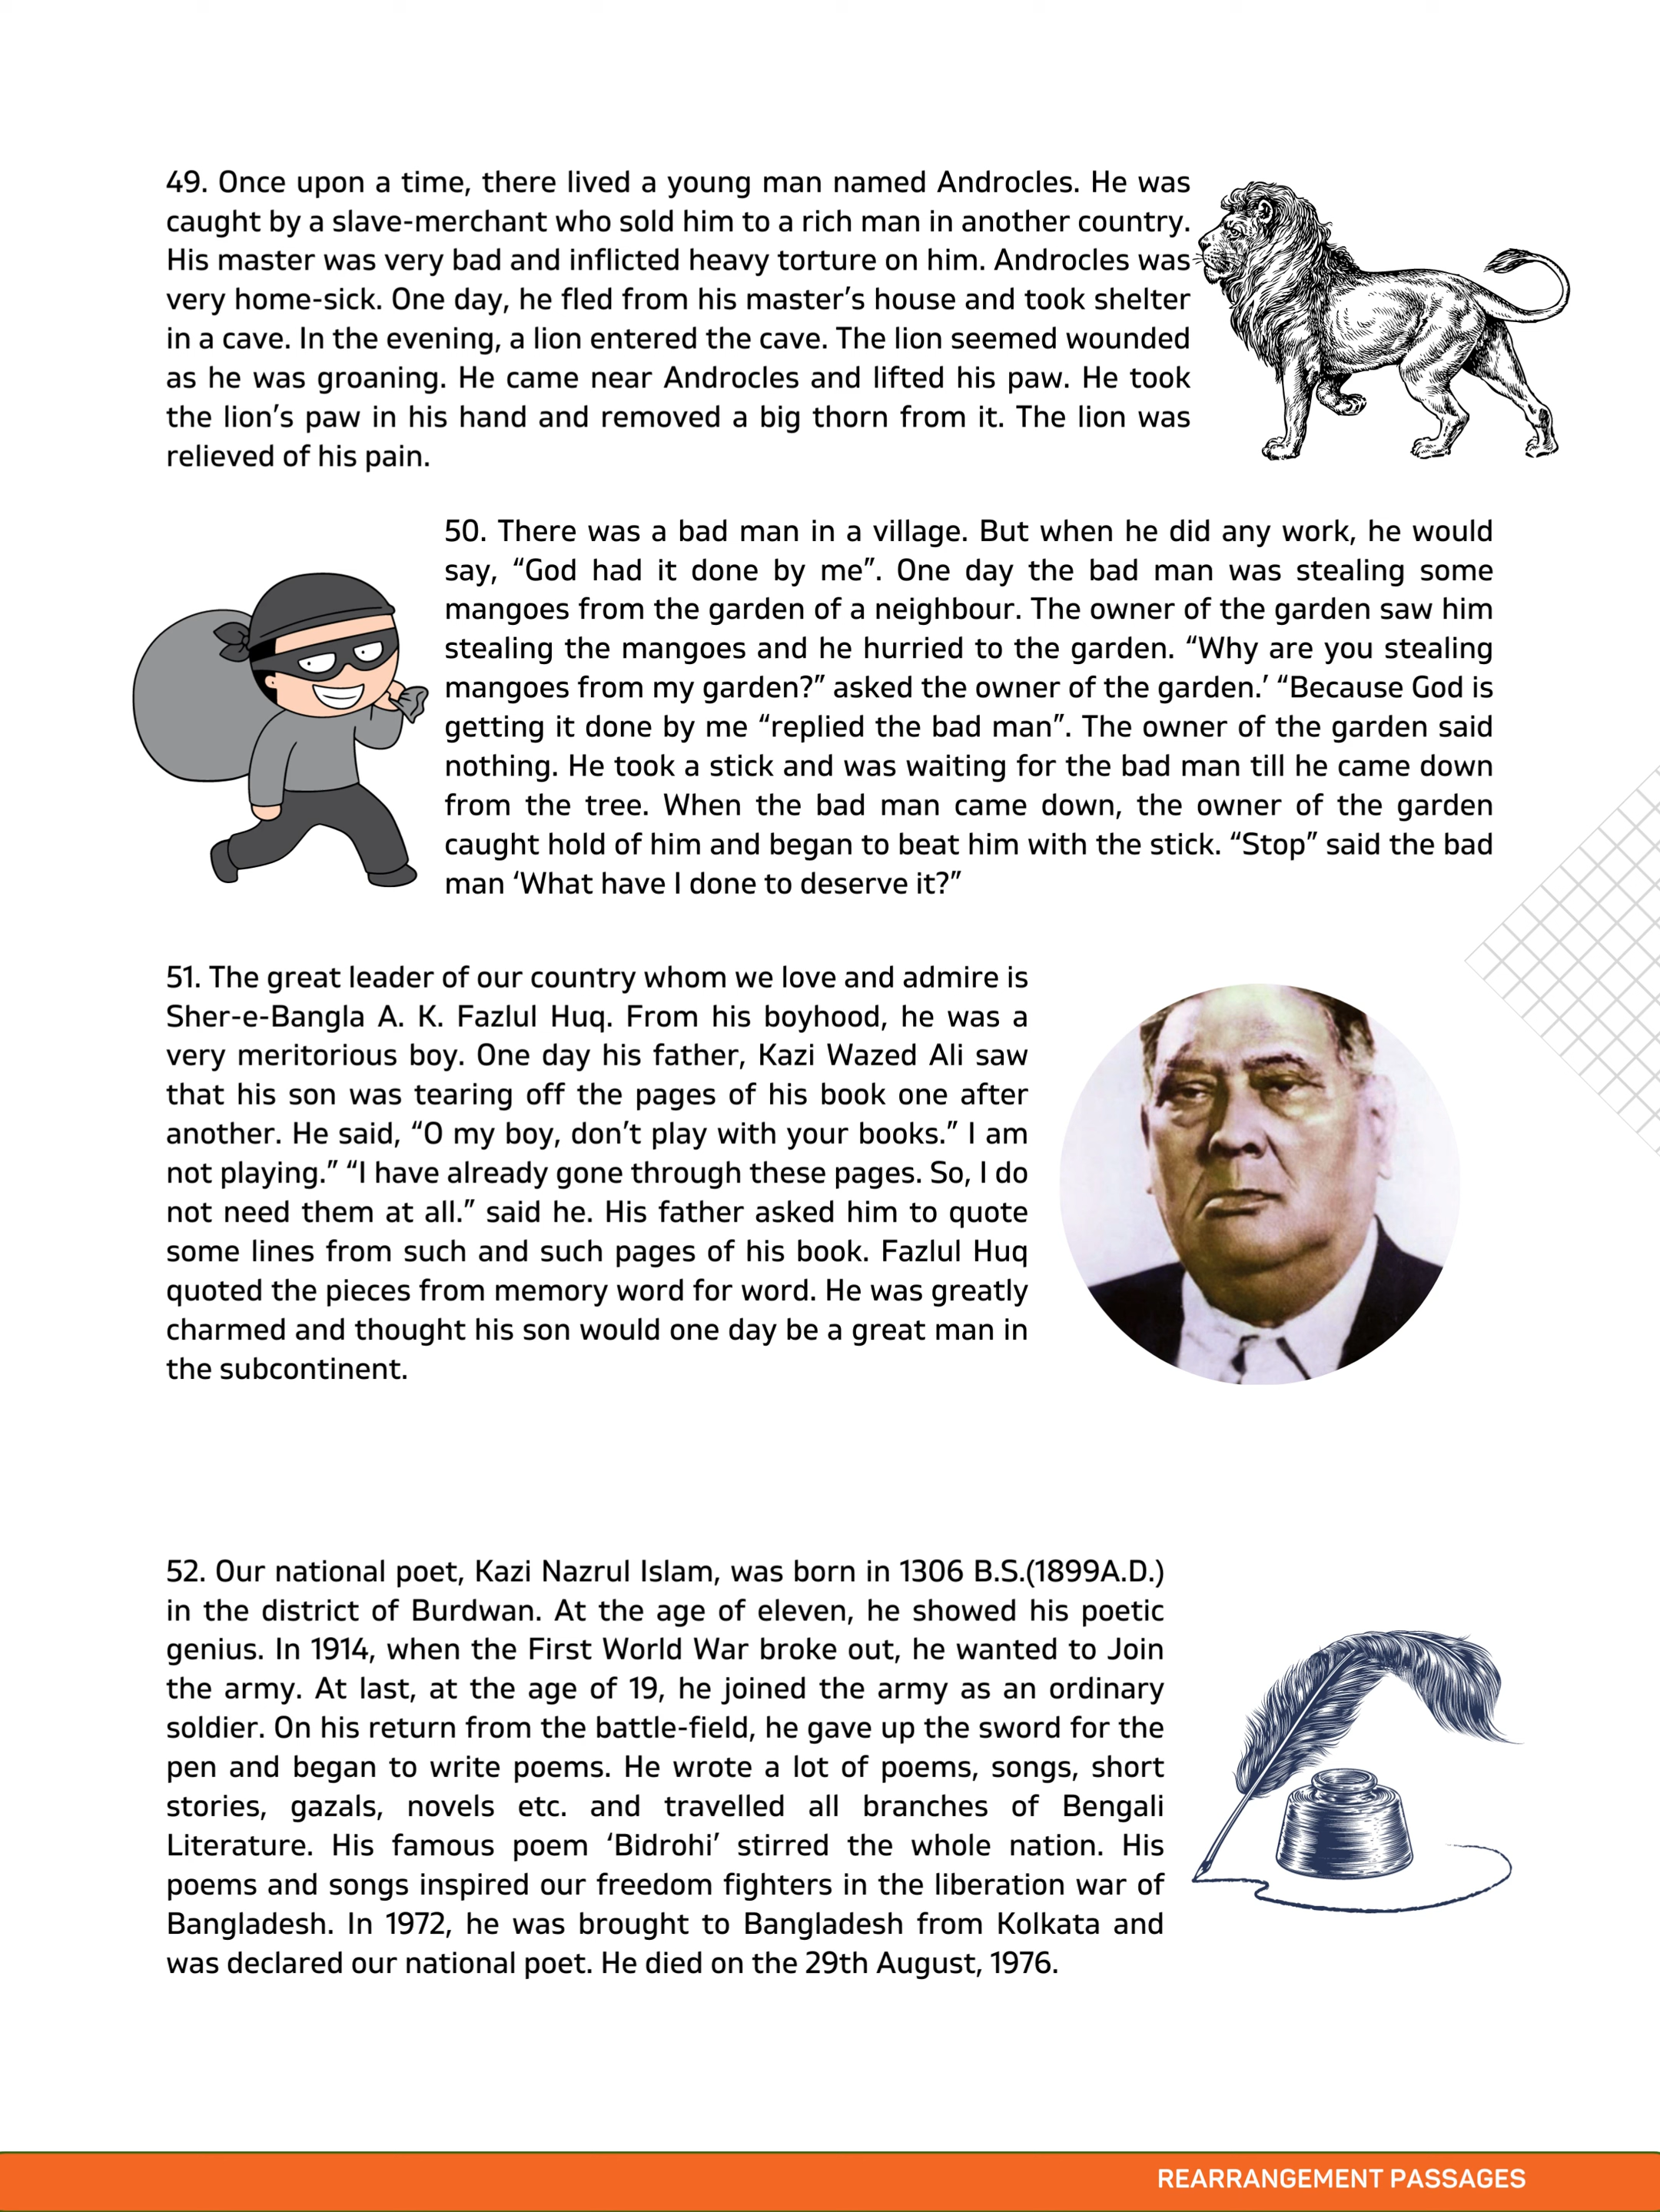 49. Once upon a time, there lived a young man named Androcles. He was
caught by a slave-merchant who sold him to a rich man in another country.
His master was very bad and inflicted heavy torture on him. Androcles was
very home-sick. One day, he fled from his master’s house and took shelter
in a cave. In the evening, a lion entered the cave. The lion seemed wounded
as he was groaning. He came near Androcles and lifted his paw. He took
the lion’s paw in his hand and removed a big thorn from it. The lion was
relieved of his pain.
50. There was a bad man in a village. But when he did any work, he would
say, “God had it done by me”. One day the bad man was stealing some
mangoes from the garden of a neighbour. The owner of the garden saw him
stealing the mangoes and he hurried to the garden. “Why are you stealing
mangoes from my garden?” asked the owner of the garden.’ “Because God is
getting it done by me “replied the bad man”. The owner of the garden said
nothing. He took a stick and was waiting for the bad man till he came down
from the tree. When the bad man came down, the owner of the garden
caught hold of him and began to beat him with the stick. “Stop” said the bad
man ‘What have I done to deserve it?”
51. The great leader of our country whom we love and admire is
Sher-e-Bangla A. K. Fazlul Huq. From his boyhood, he was a
very meritorious boy. One day his father, Kazi Wazed Ali saw
that his son was tearing off the pages of his book one after
another. He said, “O my boy, don’t play with your books.” I am
not playing.” “I have already gone through these pages. So, I do
not need them at all.” said he. His father asked him to quote
some lines from such and such pages of his book. Fazlul Huq
quoted the pieces from memory word for word. He was greatly
charmed and thought his son would one day be a great man in
the subcontinent.
52. Our national poet, Kazi Nazrul Islam, was born in 1306 B.S.(1899A.D.)
in the district of Burdwan. At the age of eleven, he showed his poetic
genius. In 1914, when the First World War broke out, he wanted to Join
the army. At last, at the age of 19, he joined the army as an ordinary
soldier. On his return from the battle-field, he gave up the sword for the
pen and began to write poems. He wrote a lot of poems, songs, short
stories, gazals, novels etc. and travelled all branches of Bengali
Literature. His famous poem ‘Bidrohi’ stirred the whole nation. His
poems and songs inspired our freedom fighters in the liberation war of
Bangladesh. In 1972, he was brought to Bangladesh from Kolkata and
was declared our national poet. He died on the 29th August, 1976.
REARRANGEMENT PASSAGES